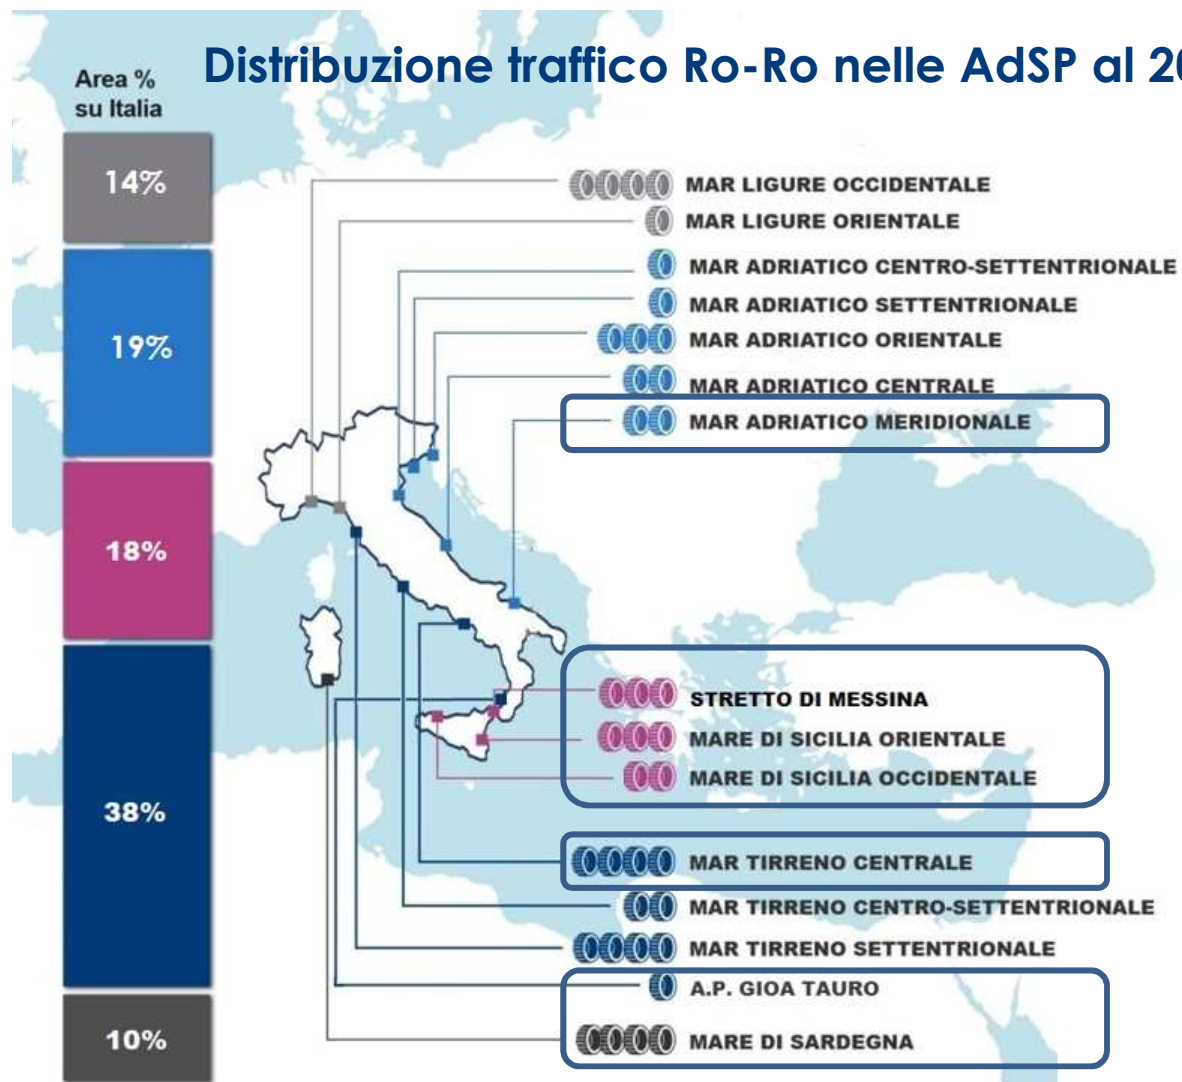 Distribuzione traffico Ro-Ro nelle AdSP al 20
Area %
su Italia
14%
19%
18%
38%
10%
MAR LIGURE OCCIDENTALE
MAR LIGURE ORIENTALE
MAR ADRIATICO CENTRO-SETTENTRIONALE
MAR ADRIATICO SETTENTRIONALE
MAR ADRIATICO ORIENTALE
MAR ADRIATICO CENTRALE
MAR ADRIATICO MERIDIONALE
STRETTO DI MESSINA
MARE DI SICILIA ORIENTALE
MARE DI SICILIA OCCIDENTALE
MAR TIRRENO CENTRALE
MAR TIRRENO CENTRO-SETTENTRIONALE
MAR TIRRENO SETTENTRIONALE
A.P. GIOA TAURO
MARE DI SARDEGNA